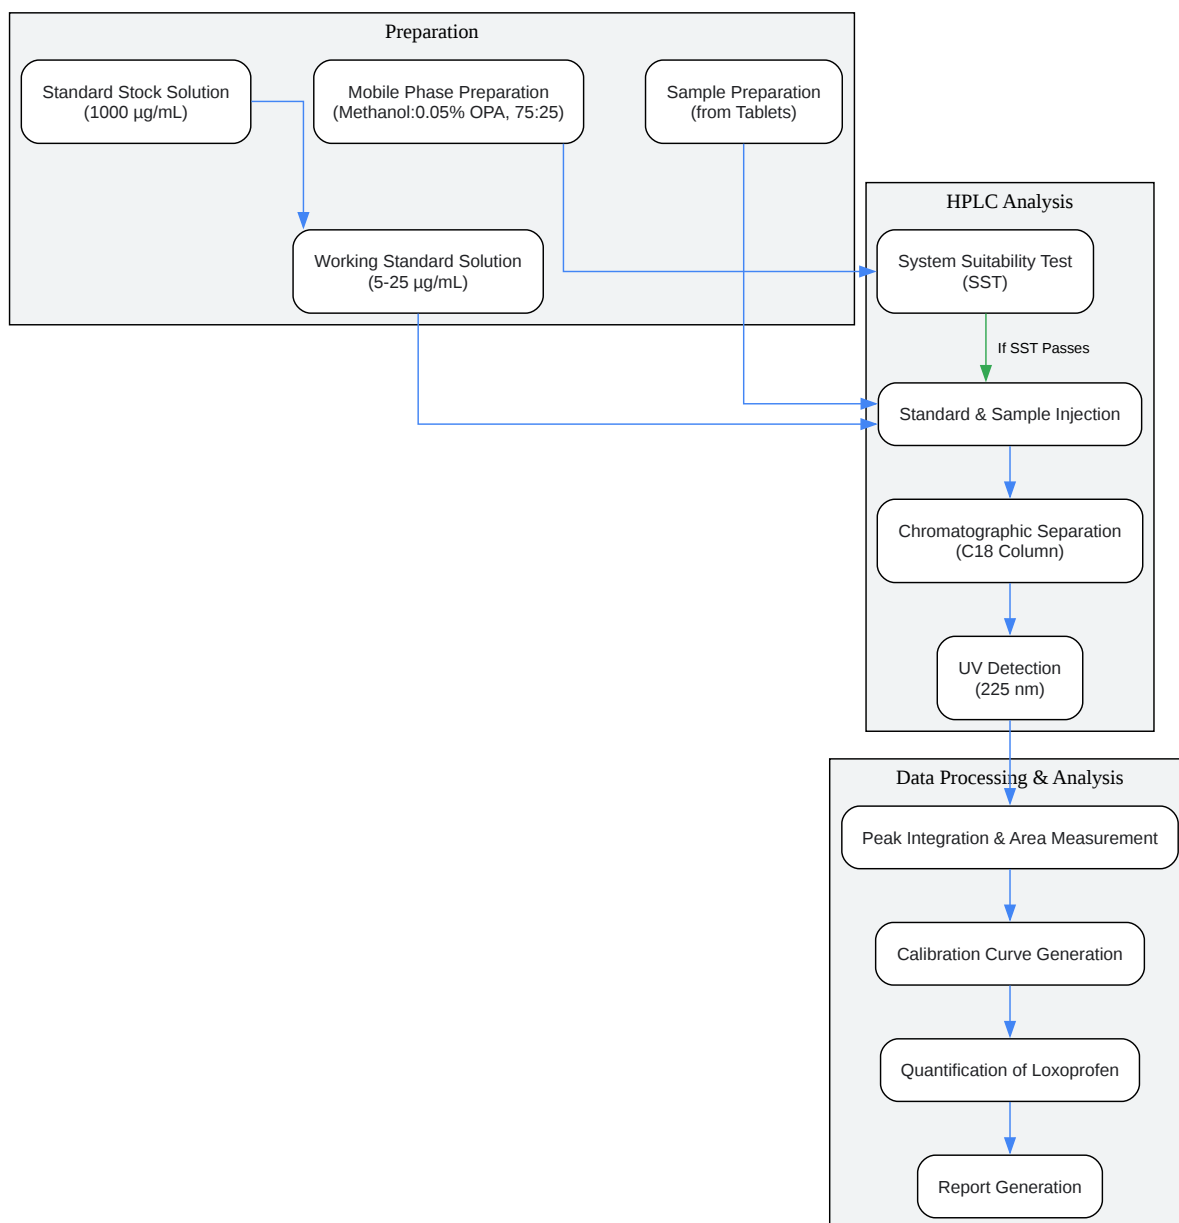 Preparation
Standard Stock Solution
(1000 µg/mL)
Mobile Phase Preparation
(Methanol:0.05% OPA, 75:25)
Sample Preparation
(from Tablets)
Working Standard Solution
(5-25 µg/mL)
HPLC Analysis
System Suitability Test
(SST)
If SST Passes
Standard & Sample Injection
Chromatographic Separation
(C18 Column)
UV Detection
(225 nm)
Data Processing & Analysis
Peak Integration & Area Measurement
Calibration Curve Generation
Quantification of Loxoprofen
Report Generation